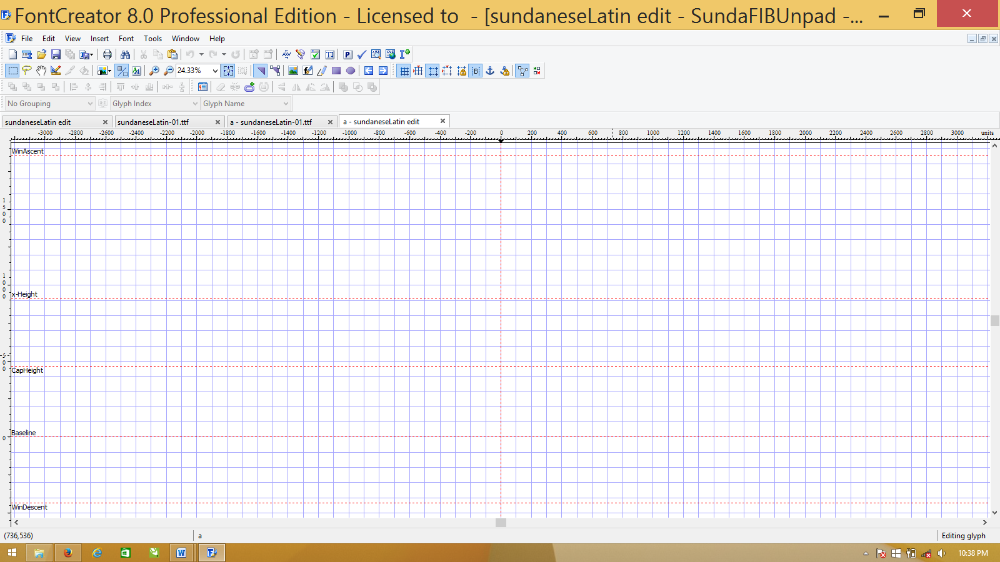 FontCreator 8.0 Professional Edition - Licensed to - [sundaneseLatin edit - SundaFIBUnpad -...
File Edit View Insert Font Tools Window Help
24.33%
No Grouping Glyph Index Glyph Name
sundaneseLatin edit sundaneseLatin-01.ttf a - sundaneseLatin-01.ttf a - sundaneseLatin edit
-3000 -2800 -2600 -2400 -2200 -2000 -1800 -1600 -1400 -1200 -1000 -800 -600 -400 -200 0 200 400 600 800 1000 1200 1400 1600 1800 2000 2200 2400 2600 2800 3000 units
WinAscent
1500
1000
x-Height
500
CapHeight
Baseline
0
WinDescent
(736,536) a Editing glyph
10:38 PM